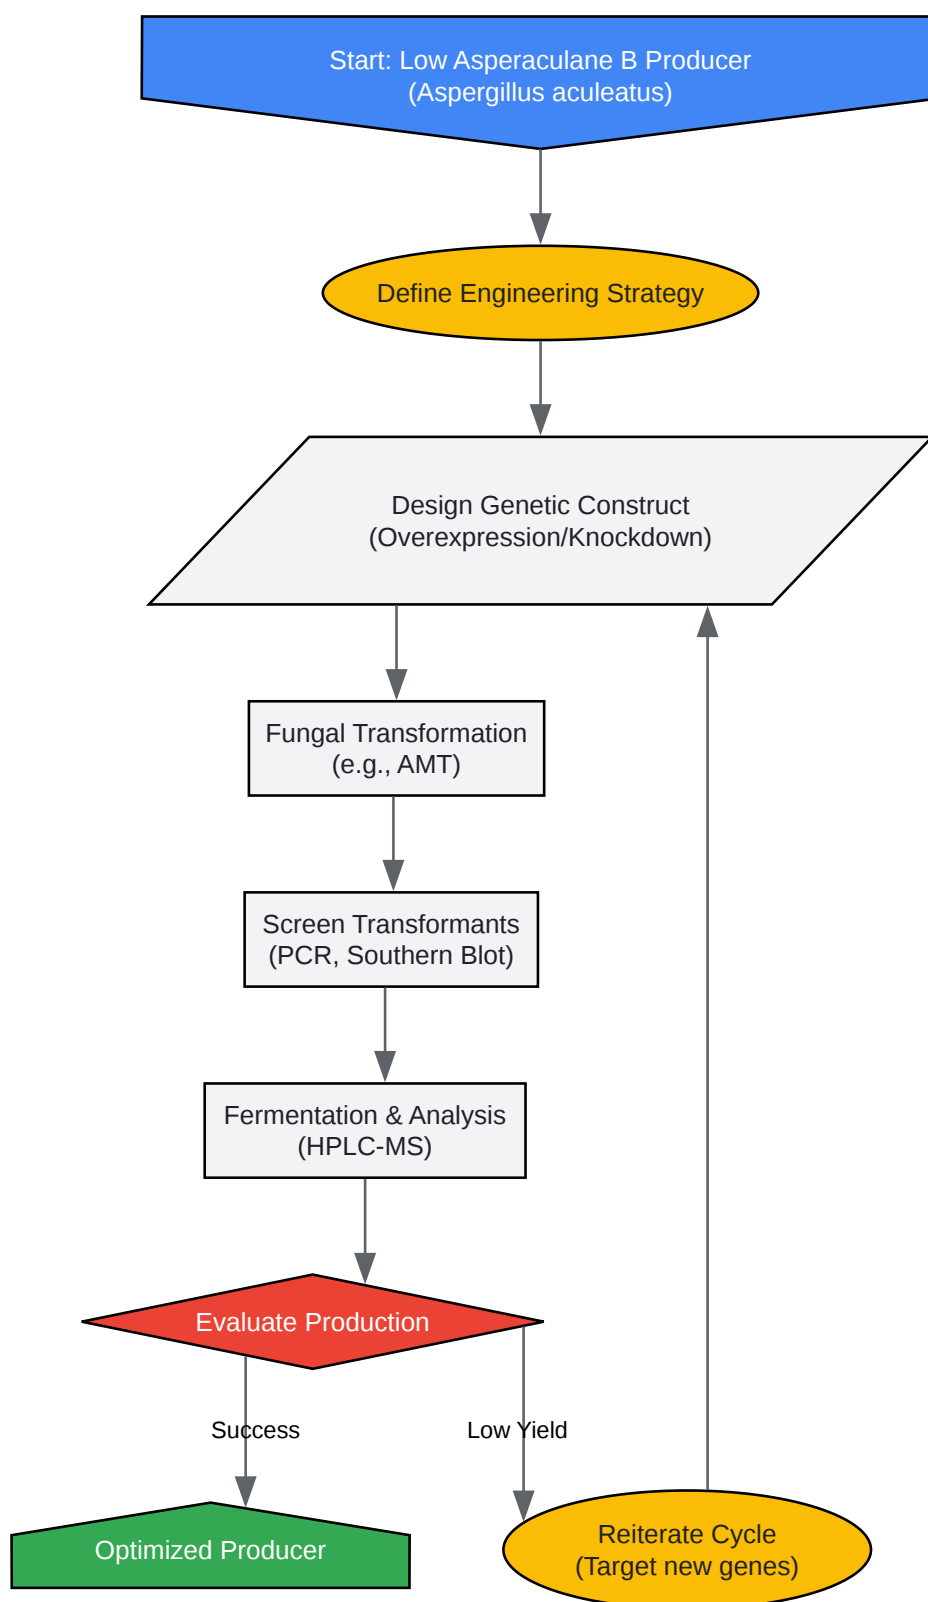 Start: Low Asperaculane B Producer
(Aspergillus aculeatus)
Define Engineering Strategy
Design Genetic Construct
(Overexpression/Knockdown)
Fungal Transformation
(e.g., AMT)
Screen Transformants
(PCR, Southern Blot)
Fermentation & Analysis
(HPLC-MS)
Evaluate Production
Success
Low Yield
Optimized Producer
Reiterate Cycle
(Target new genes)